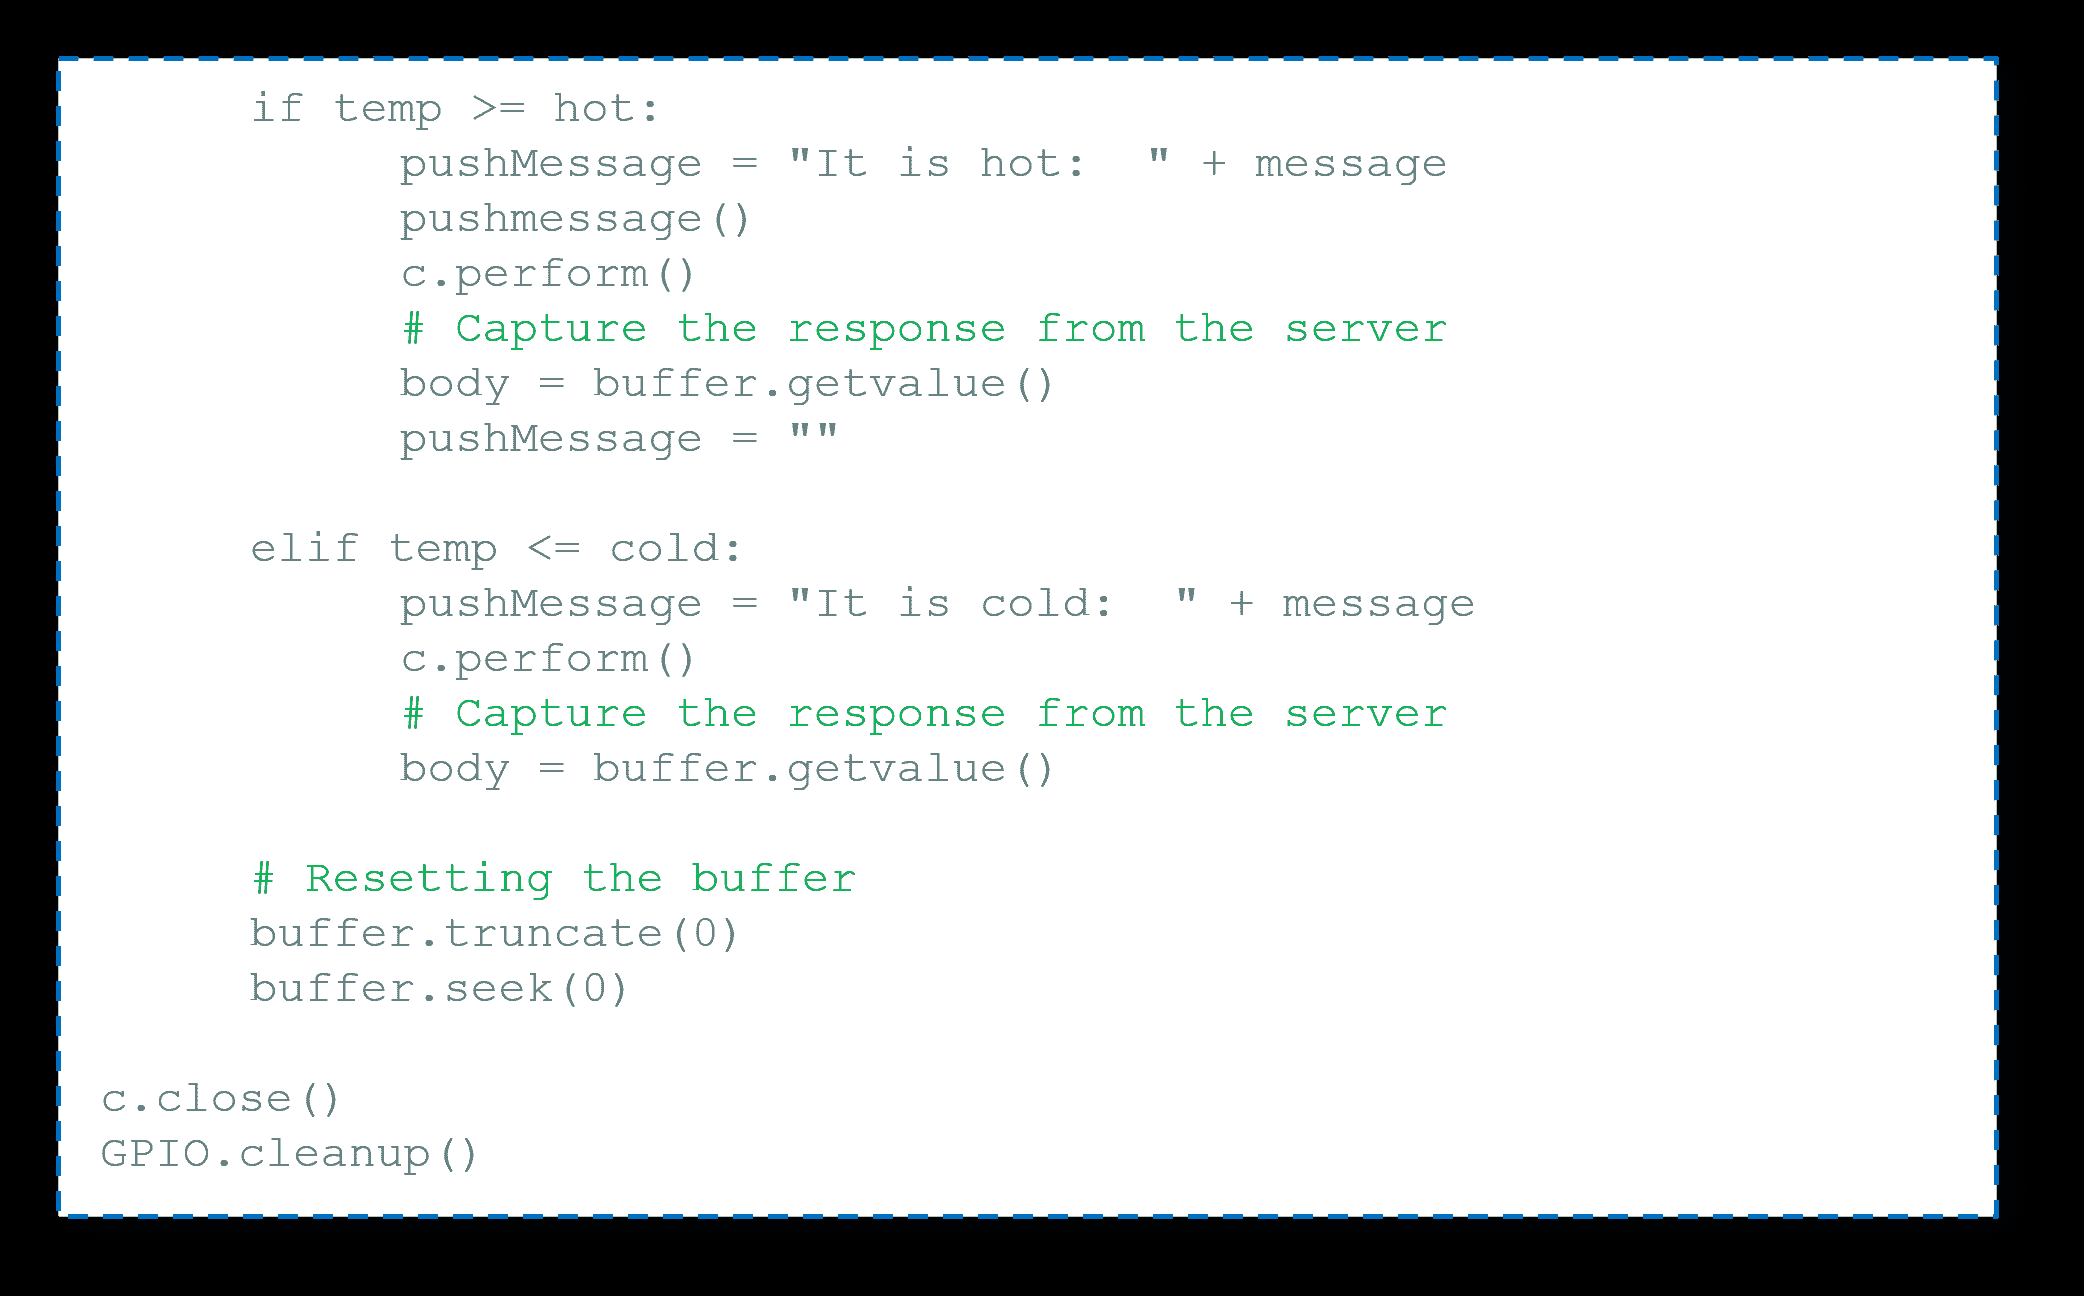 if temp >= hot:
pushMessage = "It is hot:  " + message
pushmessage()
c.perform()
# Capture the response from the server
body = buffer.getvalue()
pushMessage = ""
elif temp <= cold:
pushMessage = "It is cold:  " + message
c.perform()
# Capture the response from the server
body = buffer.getvalue()
# Resetting the buffer
buffer.truncate(0)
buffer.seek(0)
c.close()
GPIO.cleanup()